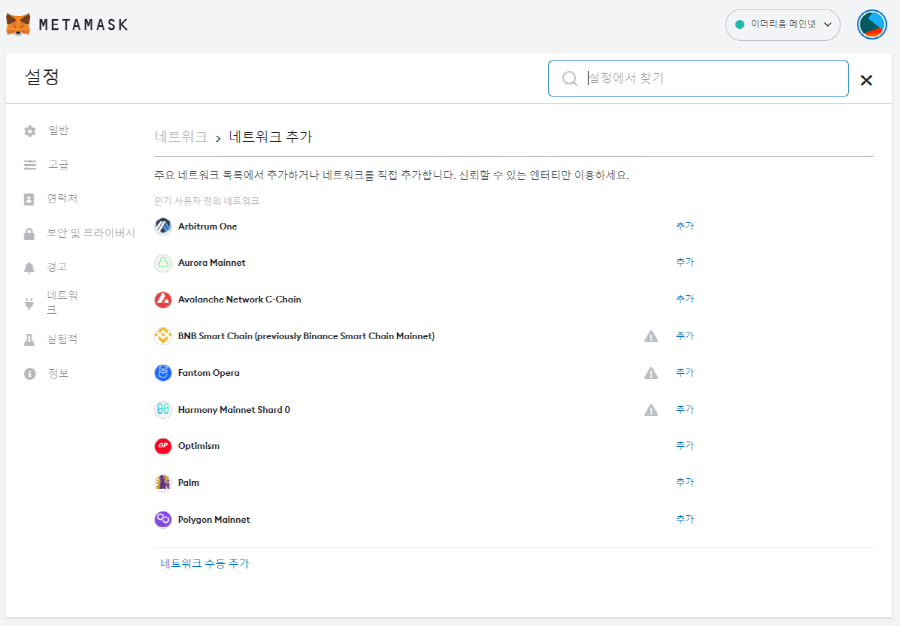 METAMASK
이더리움 메인넷
설정
설정에서 찾기
일반
고급
연락처
보안 및 프라이버시
경고
네트워
크
실험적
정보
네트워크 > 네트워크 추가
주요 네트워크 목록에서 추가하거나 네트워크를 직접 추가합니다. 신뢰할 수 있는 엔터티만 이용하세요.
인기 사용자 정의 네트워크
Arbitrum One 추가
Aurora Mainnet 추가
Avalanche Network C-Chain 추가
BNB Smart Chain (previously Binance Smart Chain Mainnet) 추가
Fantom Opera 추가
Harmony Mainnet Shard 0 추가
OP Optimism 추가
Palm 추가
Polygon Mainnet 추가
네트워크 수동 추가